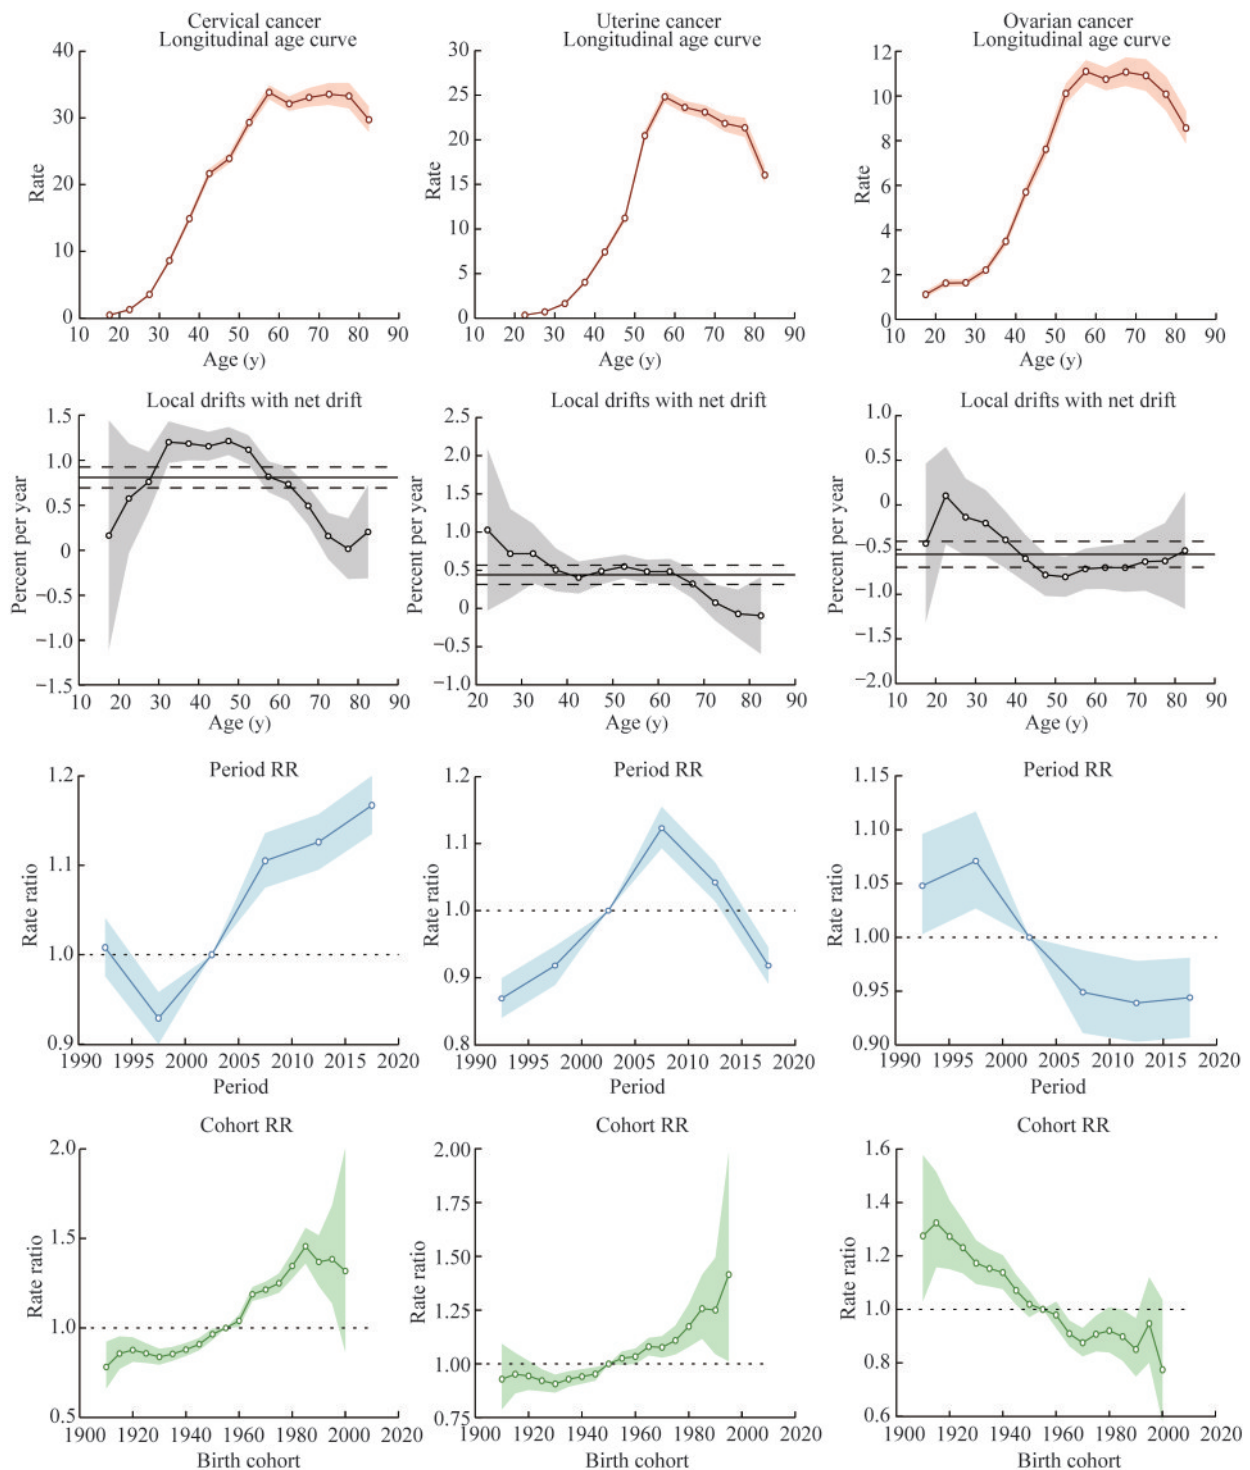 Cervical cancer
Longitudinal age curve
40
30
20
10
0
Rate
10 20 30 40 50 60 70 80 90
Age (y)
Uterine cancer
Longitudinal age curve
30
25
20
15
10
5
0
Rate
10 20 30 40 50 60 70 80 90
Age (y)
Ovarian cancer
Longitudinal age curve
12
10
8
6
4
2
0
Rate
10 20 30 40 50 60 70 80 90
Age (y)
Local drifts with net drift
1.5
1.0
0.5
0
−0.5
−1.0
−1.5
Percent per year
10 20 30 40 50 60 70 80 90
Age (y)
Local drifts with net drift
2.5
2.0
1.5
1.0
0.5
0
−0.5
−1.0
Percent per year
20 30 40 50 60 70 80 90
Age (y)
Local drifts with net drift
1.0
0.5
0
−0.5
−1.0
−1.5
−2.0
Percent per year
10 20 30 40 50 60 70 80 90
Age (y)
Period RR
1.2
1.1
1.0
0.9
Rate ratio
1990 1995 2000 2005 2010 2015 2020
Period
Period RR
1.2
1.1
1.0
0.9
0.8
Rate ratio
1990 1995 2000 2005 2010 2015 2020
Period
Period RR
1.15
1.10
1.05
1.00
0.95
0.90
Rate ratio
1990 1995 2000 2005 2010 2015 2020
Period
Cohort RR
2.0
1.5
1.0
0.5
Rate ratio
1900 1920 1940 1960 1980 2000 2020
Birth cohort
Cohort RR
2.00
1.75
1.50
1.25
1.00
0.75
Rate ratio
1900 1920 1940 1960 1980 2000 2020
Birth cohort
Cohort RR
1.6
1.4
1.2
1.0
0.8
0.6
Rate ratio
1900 1920 1940 1960 1980 2000 2020
Birth cohort